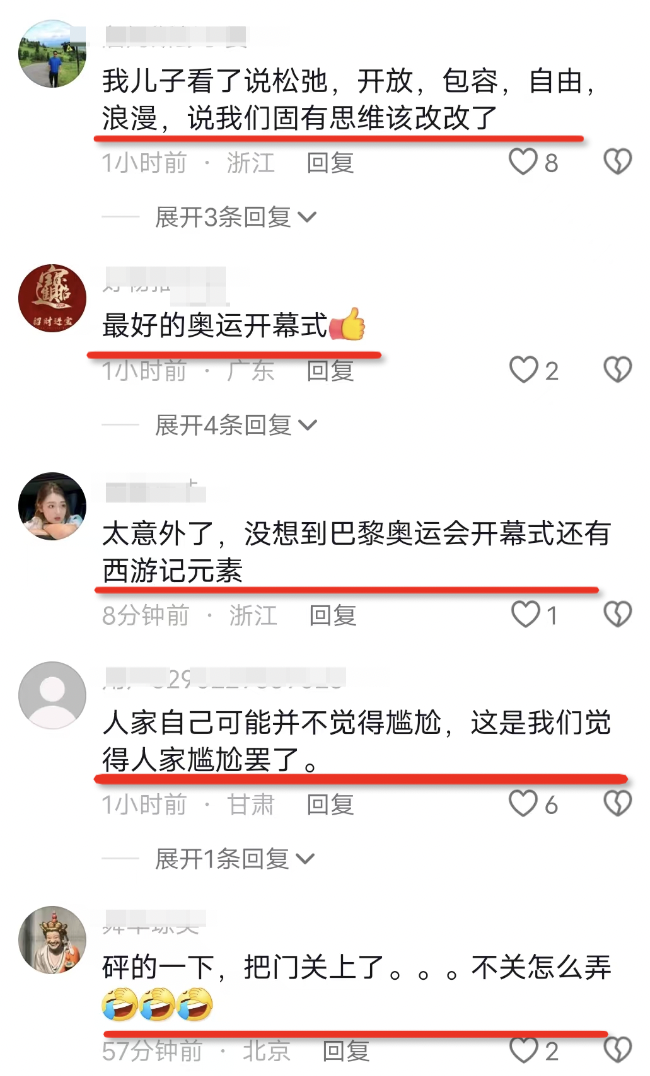 我儿子看了说松弛，开放，包容，自由，
浪漫，说我们固有思维该改改了
1小时前 · 浙江 回复 8
展开3条回复
招财进宝
最好的奥运开幕式👍
1小时前 · 广东 回复 2
展开4条回复
太意外了，没想到巴黎奥运会开幕式还有
西游记元素
8分钟前 · 浙江 回复 1
人家自己可能并不觉得尴尬，这是我们觉
得人家尴尬罢了。
1小时前 · 甘肃 回复 6
展开1条回复
砰的一下，把门关上了。。。不关怎么弄
🤣🤣🤣
57分钟前 · 北京 回复 2